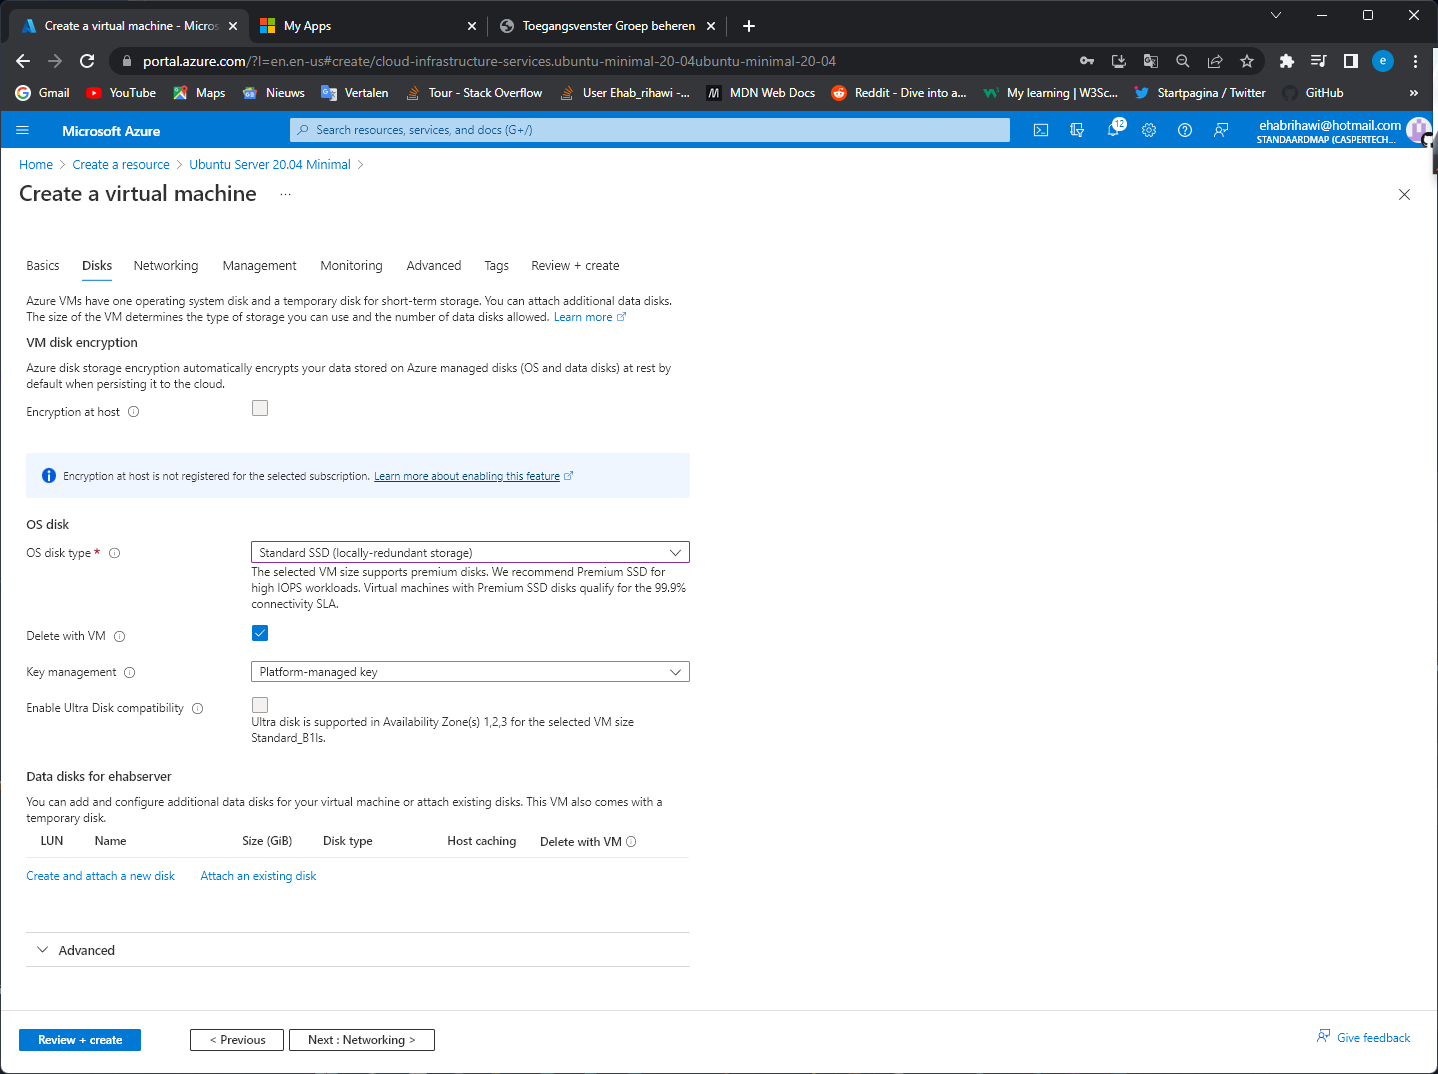 Create a virtual machine - Micros
My Apps
Toegangsvenster Groep beheren
portal.azure.com/?l=en.en-us#create/cloud-infrastructure-services.ubuntu-minimal-20-04ubuntu-minimal-20-04
e
Gmail
YouTube
Maps
Nieuws
Vertalen
Tour - Stack Overflow
User Ehab_rihawi -...
MDN Web Docs
Reddit - Dive into a...
My learning | W3Sc...
Startpagina / Twitter
GitHub
»
Microsoft Azure
Search resources, services, and docs (G+/)
12
ehabrihawi@hotmail.com
STANDAARDMAP (CASPERTECH...
Home > Create a resource > Ubuntu Server 20.04 Minimal >
Create a virtual machine ...
Basics
Disks
Networking
Management
Monitoring
Advanced
Tags
Review + create
Azure VMs have one operating system disk and a temporary disk for short-term storage. You can attach additional data disks.
The size of the VM determines the type of storage you can use and the number of data disks allowed. Learn more
VM disk encryption
Azure disk storage encryption automatically encrypts your data stored on Azure managed disks (OS and data disks) at rest by
default when persisting it to the cloud.
Encryption at host
Encryption at host is not registered for the selected subscription. Learn more about enabling this feature
OS disk
OS disk type *
Standard SSD (locally-redundant storage)
The selected VM size supports premium disks. We recommend Premium SSD for
high IOPS workloads. Virtual machines with Premium SSD disks qualify for the 99.9%
connectivity SLA.
Delete with VM
Key management
Platform-managed key
Enable Ultra Disk compatibility
Ultra disk is supported in Availability Zone(s) 1,2,3 for the selected VM size
Standard_B1ls.
Data disks for ehabserver
You can add and configure additional data disks for your virtual machine or attach existing disks. This VM also comes with a
temporary disk.
LUN
Name
Size (GiB)
Disk type
Host caching
Delete with VM
Create and attach a new disk
Attach an existing disk
Advanced
Review + create
< Previous
Next : Networking >
Give feedback